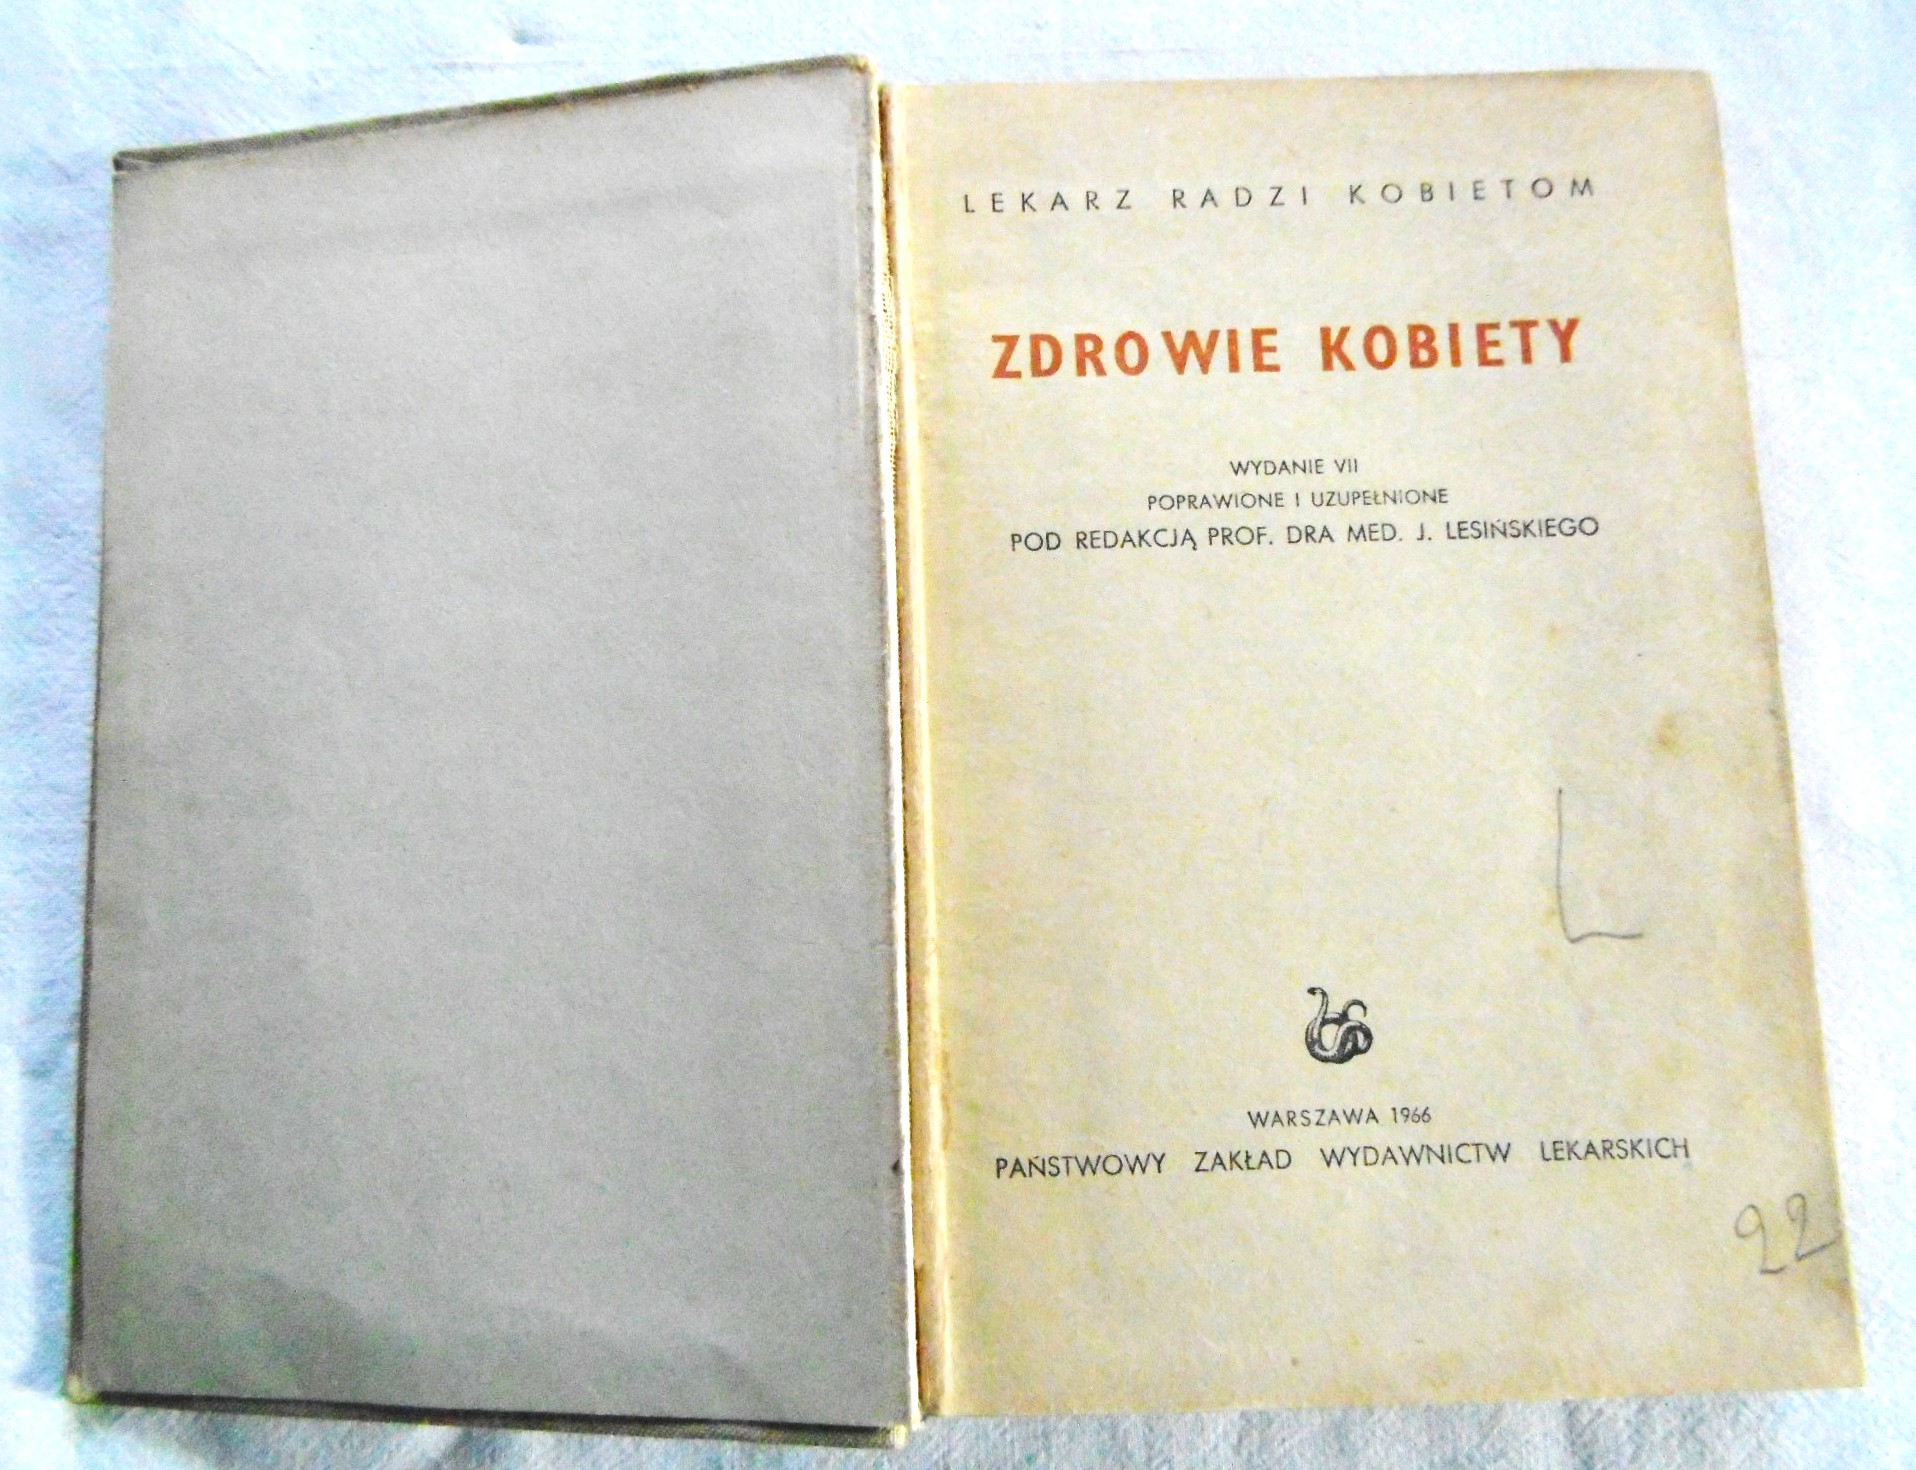 LEKARZ RADZI KOBIETOM
ZDROWIE KOBIETY
WYDANIE VII
POPRAWIONE I UZUPEŁNIONE
POD REDAKCJĄ PROF. DRA MED. J. LESIŃSKIEGO
L
WARSZAWA 1966
PAŃSTWOWY ZAKŁAD WYDAWNICTW LEKARSKICH
22